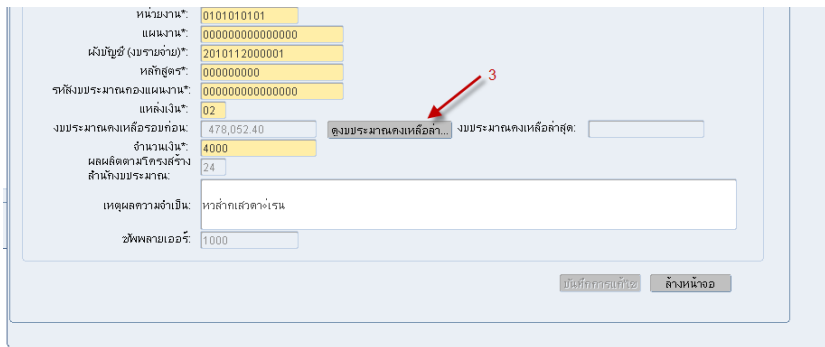 หน่วยงาน*: 0101010101
แผนงาน*: 000000000000000
ผังบัญชี (งบรายจ่าย)*: 2010112000001
หลักสูตร*: 000000000
รหัสงบประมาณกองแผนงาน*: 000000000000000
แหล่งเงิน*: 02
3
งบประมาณคงเหลือรอบก่อน: 478,052.40 ดูงบประมาณคงเหลือล่า... งบประมาณคงเหลือล่าสุด:
จำนวนเงิน*: 4000
ผลผลิตตามโครงสร้าง
สำนักงบประมาณ: 24
เหตุผลความจำเป็น:
ซัพพลายเออร์: 1000
บันทึกการแก้ไข ล้างหน้าจอ